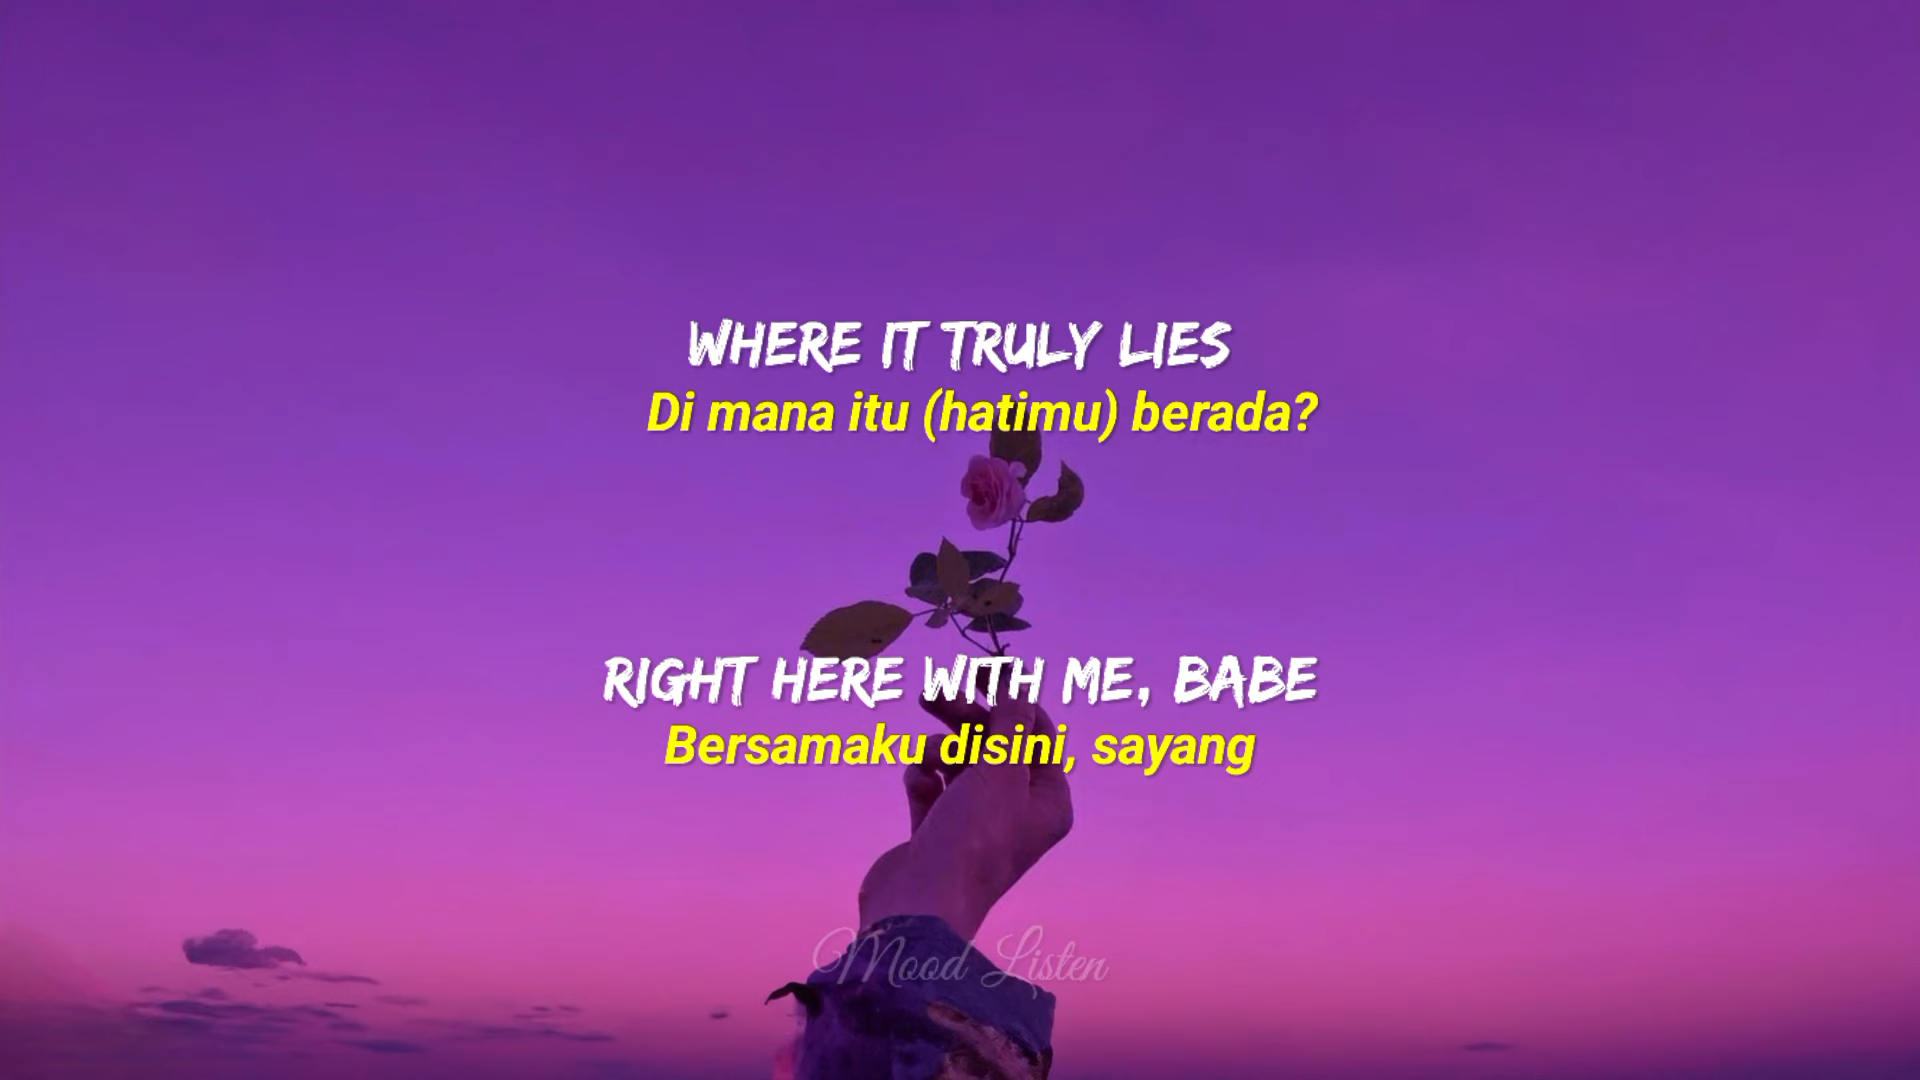 WHERE IT TRULY LIES
Di mana itu (hatimu) berada?
RIGHT HERE WITH ME, BABE
Bersamaku disini, sayang
Mood Listen